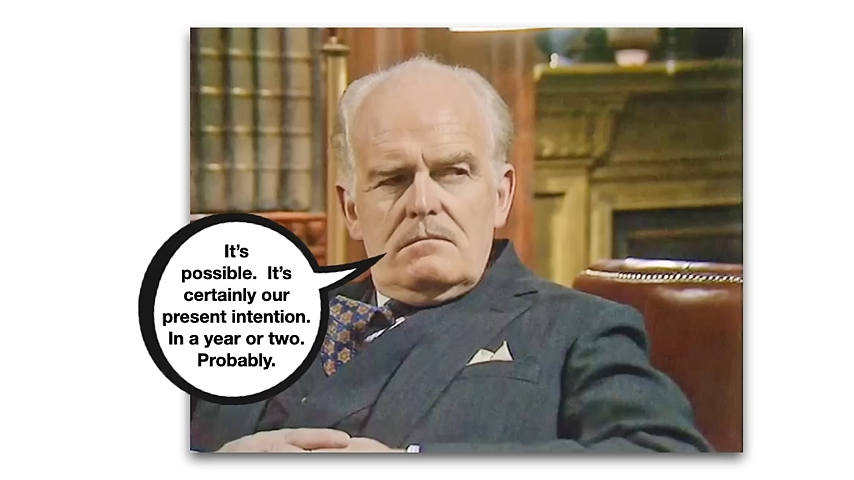 It’s
possible.  It’s
certainly our
present intention.
In a year or two.
Probably.